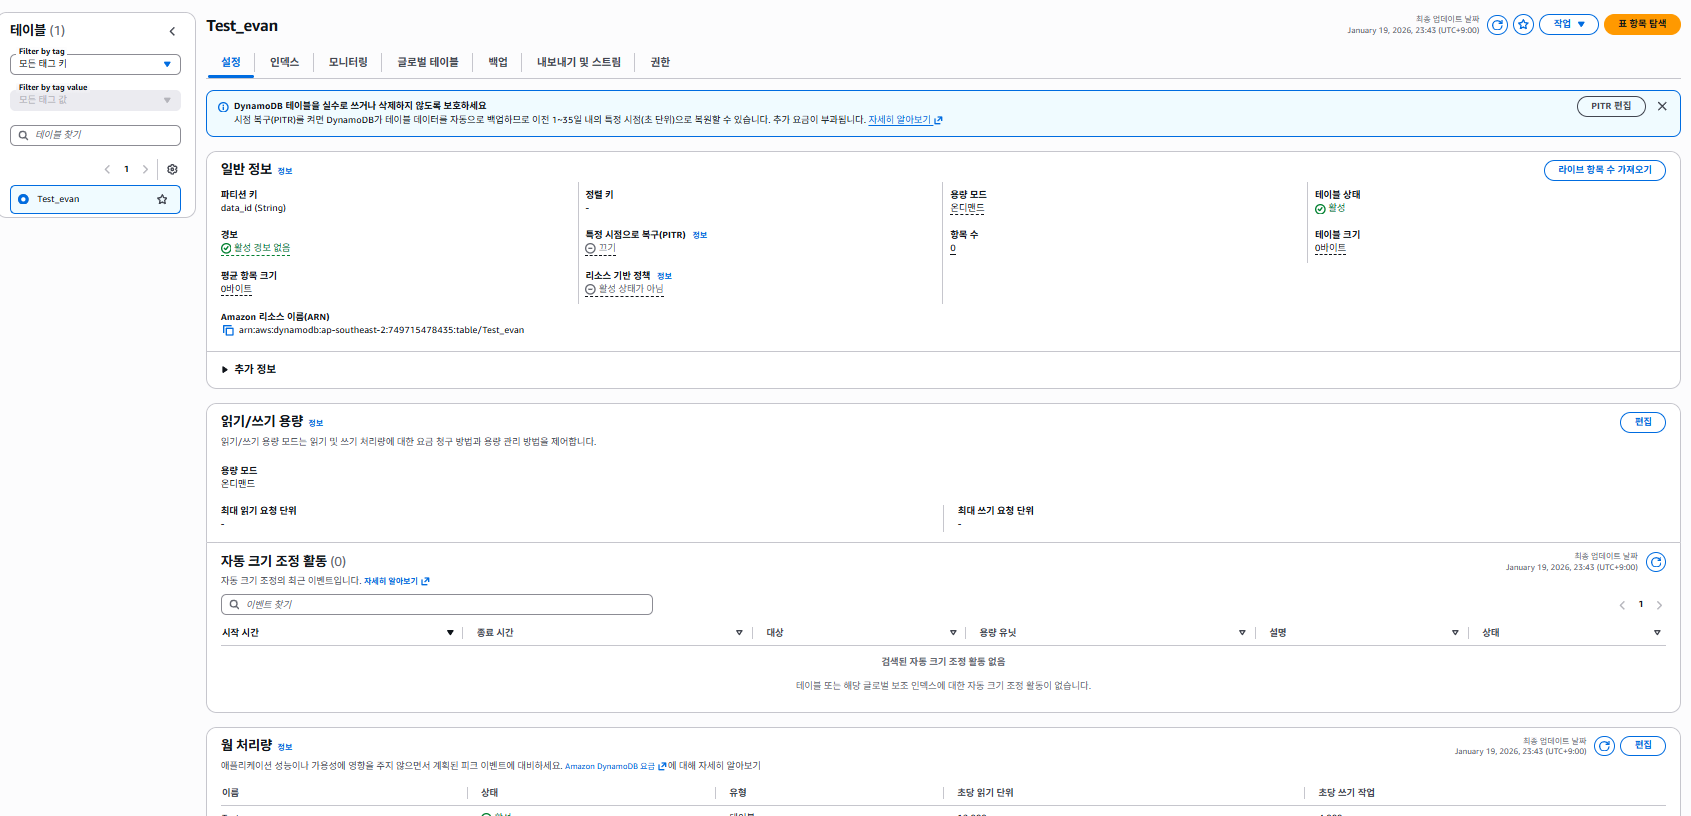 테이블 (1)
Filter by tag
모든 태그 키
Filter by tag value
모든 태그 값
테이블 찾기
1
Test_evan
Test_evan
최종 업데이트 날짜
January 19, 2026, 23:43 (UTC+9:00)
작업
표 항목 탐색
설정
인덱스
모니터링
글로벌 테이블
백업
내보내기 및 스트림
권한
DynamoDB 테이블을 실수로 쓰거나 삭제하지 않도록 보호하세요
시점 복구(PITR)를 켜면 DynamoDB가 테이블 데이터를 자동으로 백업하므로 이전 1~35일 내의 특정 시점(초 단위)으로 복원할 수 있습니다. 추가 요금이 부과됩니다. 자세히 알아보기
PITR 편집
일반 정보 정보
라이브 항목 수 가져오기
파티션 키
data_id (String)
정렬 키
-
용량 모드
온디맨드
테이블 상태
활성
경보
활성 경보 없음
특정 시점으로 복구(PITR) 정보
끄기
항목 수
0
테이블 크기
0바이트
평균 항목 크기
0바이트
리소스 기반 정책 정보
활성 상태가 아님
Amazon 리소스 이름(ARN)
arn:aws:dynamodb:ap-southeast-2:749715478435:table/Test_evan
추가 정보
읽기/쓰기 용량 정보
편집
읽기/쓰기 용량 모드는 읽기 및 쓰기 처리량에 대한 요금 청구 방법과 용량 관리 방법을 제어합니다.
용량 모드
온디맨드
최대 읽기 요청 단위
-
최대 쓰기 요청 단위
-
자동 크기 조정 활동 (0)
최종 업데이트 날짜
January 19, 2026, 23:43 (UTC+9:00)
자동 크기 조정의 최근 이벤트입니다. 자세히 알아보기
이벤트 찾기
1
시작 시간
종료 시간
대상
용량 유닛
설명
상태
검색된 자동 크기 조정 활동 없음
테이블 또는 해당 글로벌 보조 인덱스에 대한 자동 크기 조정 활동이 없습니다.
웜 처리량 정보
최종 업데이트 날짜
January 19, 2026, 23:43 (UTC+9:00)
편집
애플리케이션 성능이나 가용성에 영향을 주지 않으면서 계획된 피크 이벤트에 대비하세요. Amazon DynamoDB 요금에 대해 자세히 알아보기
이름
상태
유형
초당 읽기 단위
초당 쓰기 작업